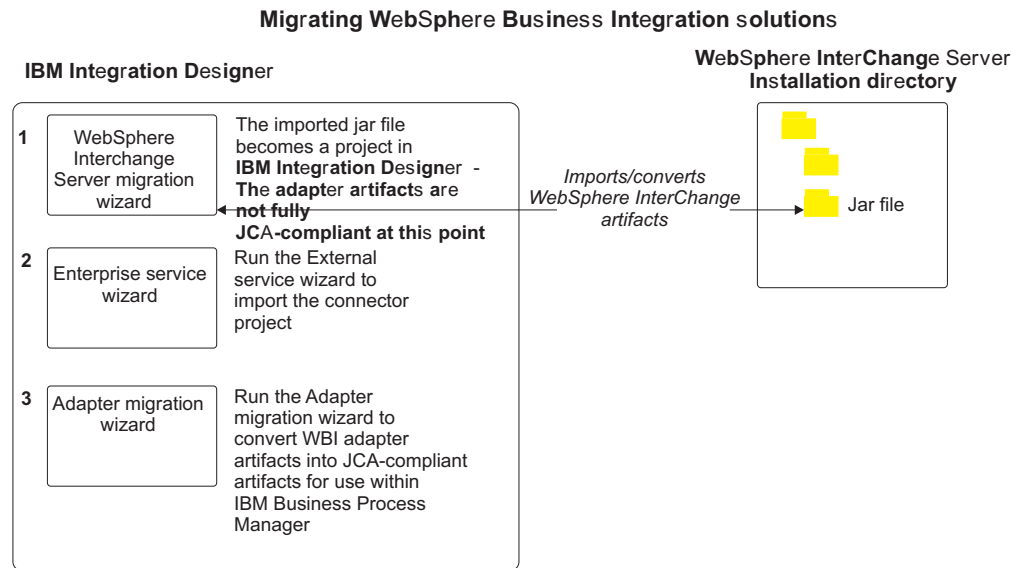 Migrating WebSphere Business Integration solutions
IBM Integration Designer
WebSphere InterChange Server
Installation directory
1
WebSphere
Interchange
Server migration
wizard
The imported jar file
becomes a project in
IBM Integration Designer -
The adapter artifacts are
not fully
JCA-compliant at this point
Imports/converts
WebSphere InterChange
artifacts
Jar file
2
Enterprise service
wizard
Run the External
service wizard to
import the connector
project
3
Adapter migration
wizard
Run the Adapter
migration wizard to
convert WBI adapter
artifacts into JCA-compliant
artifacts for use within
IBM Business Process
Manager